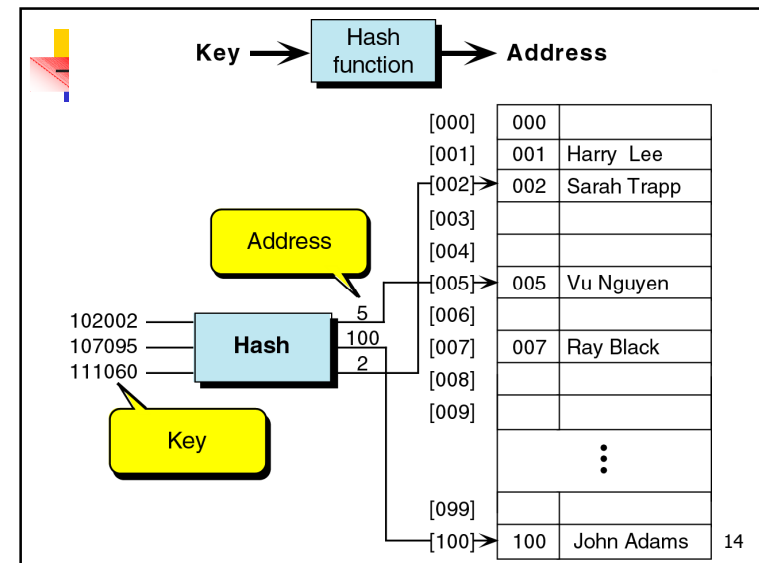 Key Hash function Address
[000] 000
[001] 001 Harry Lee
[002] 002 Sarah Trapp
[003]
[004]
Address
[005] 005 Vu Nguyen
[006]
[007] 007 Ray Black
[008]
[009]
102002 5
107095 Hash 100
111060 2
Key
[099]
[100] 100 John Adams 14